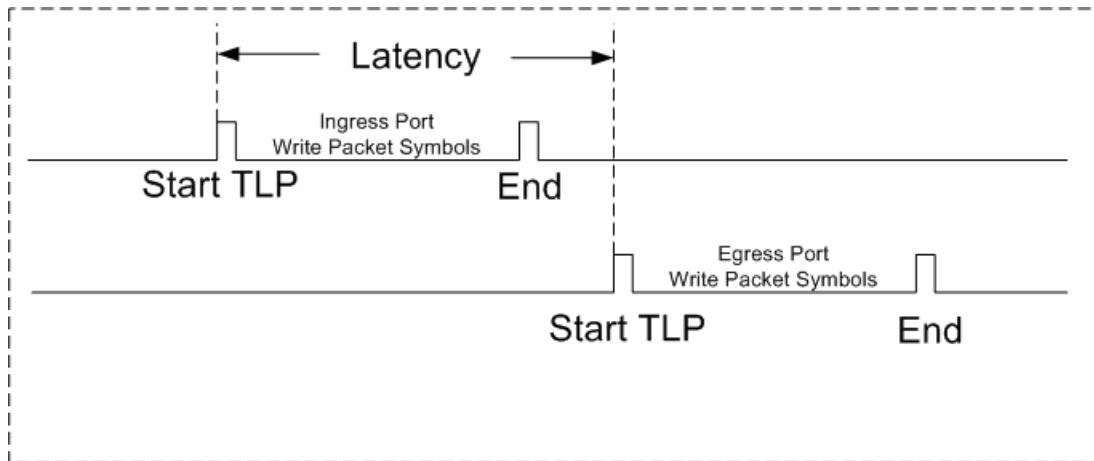 Latency
Ingress Port
Write Packet Symbols
Start TLP
End
Egress Port
Write Packet Symbols
Start TLP
End